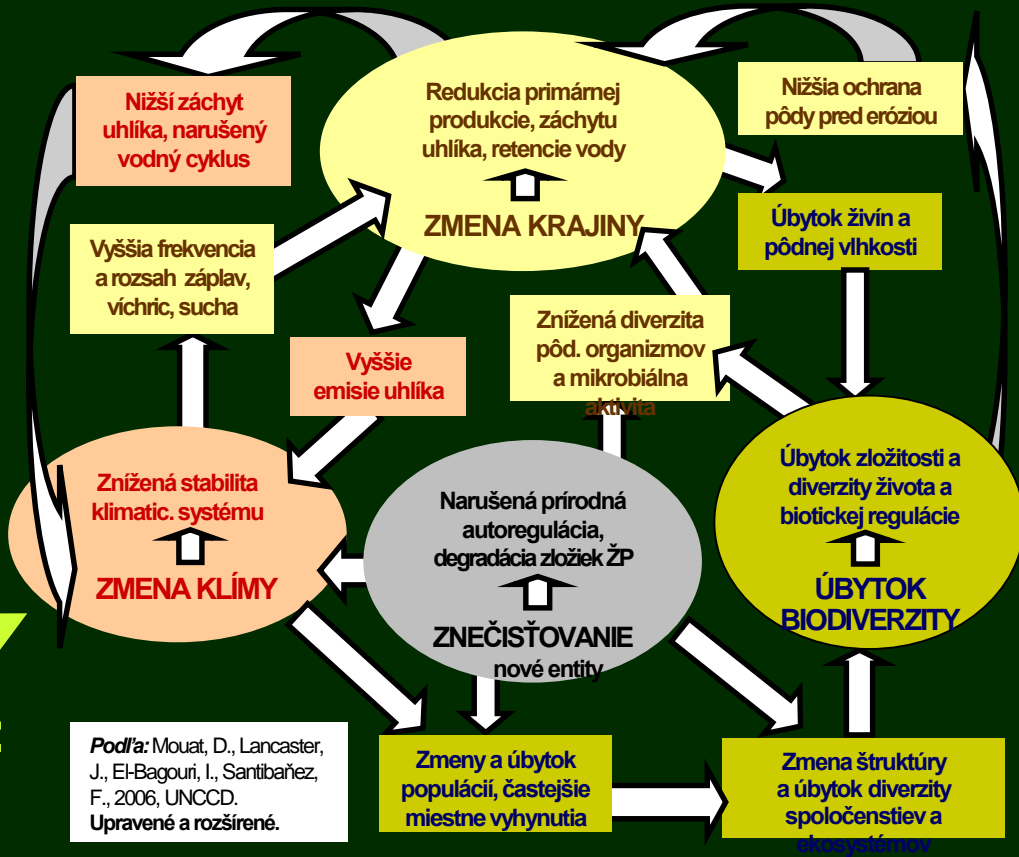 Nižší záchyt
uhlíka, narušený
vodný cyklus
Redukcia primárnej
produkcie, záchytu
uhlíka, retencie vody
ZMENA KRAJINY
Nižšia ochrana
pôdy pred eróziou
Úbytok živín a
pôdnej vlhkosti
Vyššia frekvencia
a rozsah záplav,
víchric, sucha
Vyššie
emisie uhlíka
Znížená diverzita
pôd. organizmov
a mikrobiálna
aktivita
Znížená stabilita
klimatic. systému
ZMENA KLÍMY
Narušená prírodná
autoregulácia,
degradácia zložiek ŽP
ZNEČISŤOVANIE
nové entity
Úbytok zložitosti a
diverzity života a
biotickej regulácie
ÚBYTOK
BIODIVERZITY
Podľa: Mouat, D., Lancaster,
J., El-Bagouri, I., Santibaňez,
F., 2006, UNCCD.
Upravené a rozšírené.
Zmeny a úbytok
populácií, častejšie
miestne vyhynutia
Zmena štruktúry
a úbytok diverzity
spoločenstiev a
ekosystémov